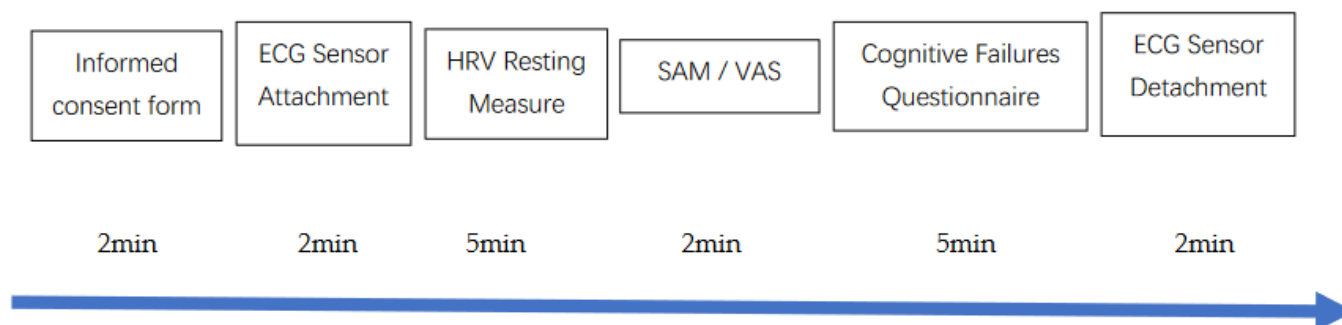 Informed
consent form
ECG Sensor
Attachment
HRV Resting
Measure
SAM / VAS
Cognitive Failures
Questionnaire
ECG Sensor
Detachment
2min
2min
5min
2min
5min
2min